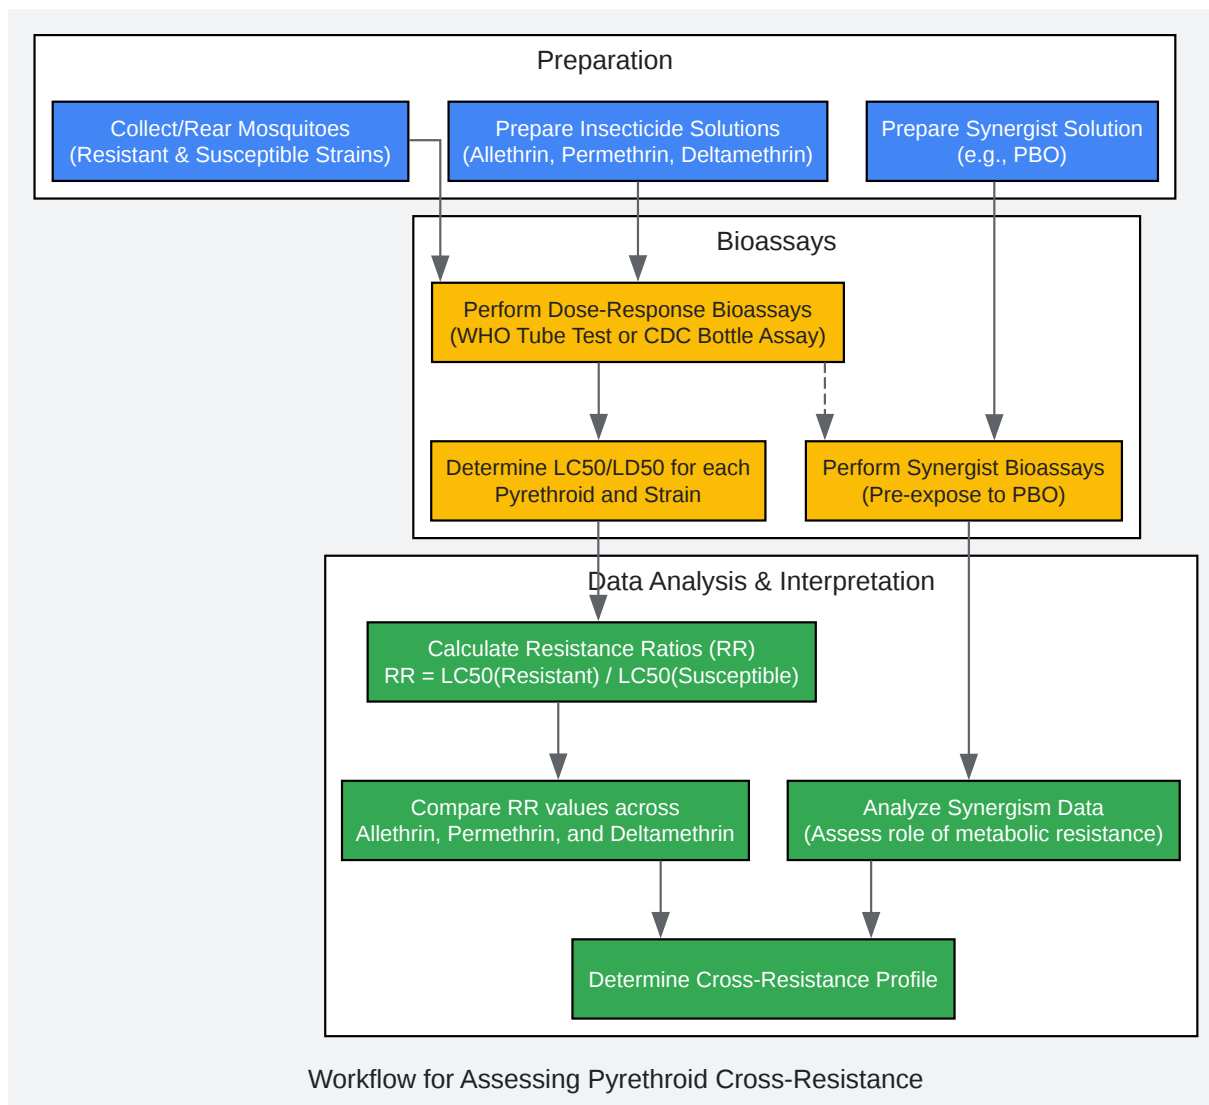 Preparation
Collect/Rear Mosquitoes
(Resistant & Susceptible Strains)
Prepare Insecticide Solutions
(Allethrin, Permethrin, Deltamethrin)
Prepare Synergist Solution
(e.g., PBO)
Bioassays
Perform Dose-Response Bioassays
(WHO Tube Test or CDC Bottle Assay)
Determine LC50/LD50 for each
Pyrethroid and Strain
Perform Synergist Bioassays
(Pre-expose to PBO)
Data Analysis & Interpretation
Calculate Resistance Ratios (RR)
RR = LC50(Resistant) / LC50(Susceptible)
Compare RR values across
Allethrin, Permethrin, and Deltamethrin
Analyze Synergism Data
(Assess role of metabolic resistance)
Determine Cross-Resistance Profile
Workflow for Assessing Pyrethroid Cross-Resistance